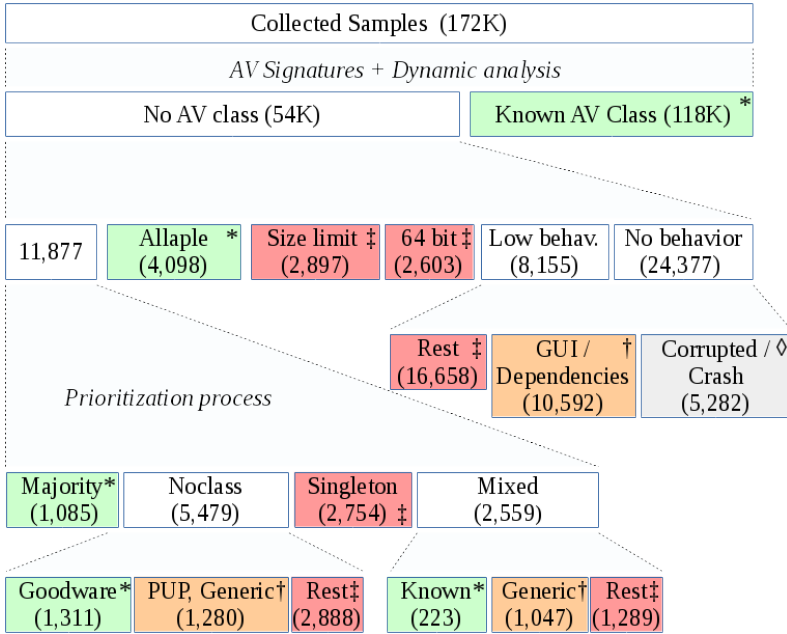 Collected Samples (172K)
AV Signatures + Dynamic analysis
No AV class (54K)
Known AV Class (118K) *
11,877
Allaple *
(4,098)
Size limit ‡
(2,897)
64 bit ‡
(2,603)
Low behav.
(8,155)
No behavior
(24,377)
Rest ‡
(16,658)
GUI / †
Dependencies
(10,592)
Corrupted / ◊
Crash
(5,282)
Prioritization process
Majority*
(1,085)
Noclass
(5,479)
Singleton
(2,754) ‡
Mixed
(2,559)
Goodware*
(1,311)
PUP, Generic†
(1,280)
Rest‡
(2,888)
Known*
(223)
Generic†
(1,047)
Rest‡
(1,289)